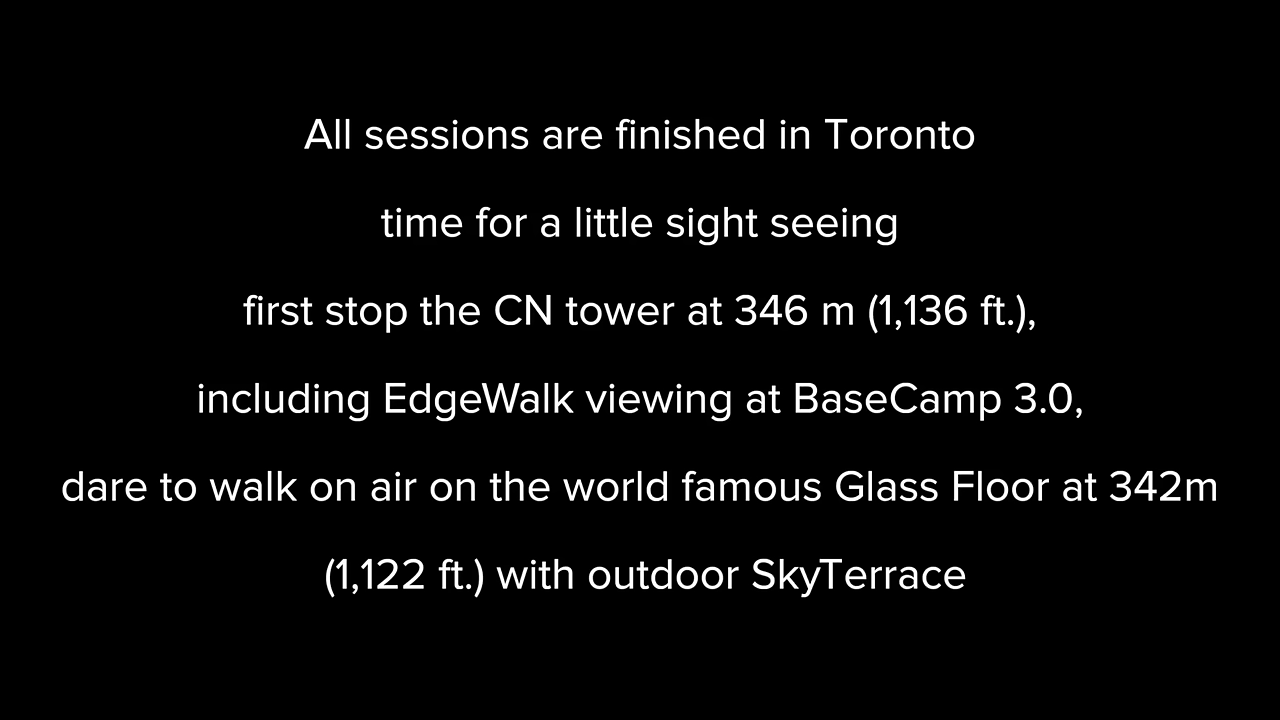 All sessions are finished in Toronto
time for a little sight seeing
first stop the CN tower at 346 m (1,136 ft.),
including EdgeWalk viewing at BaseCamp 3.0,
dare to walk on air on the world famous Glass Floor at 342m
(1,122 ft.) with outdoor SkyTerrace